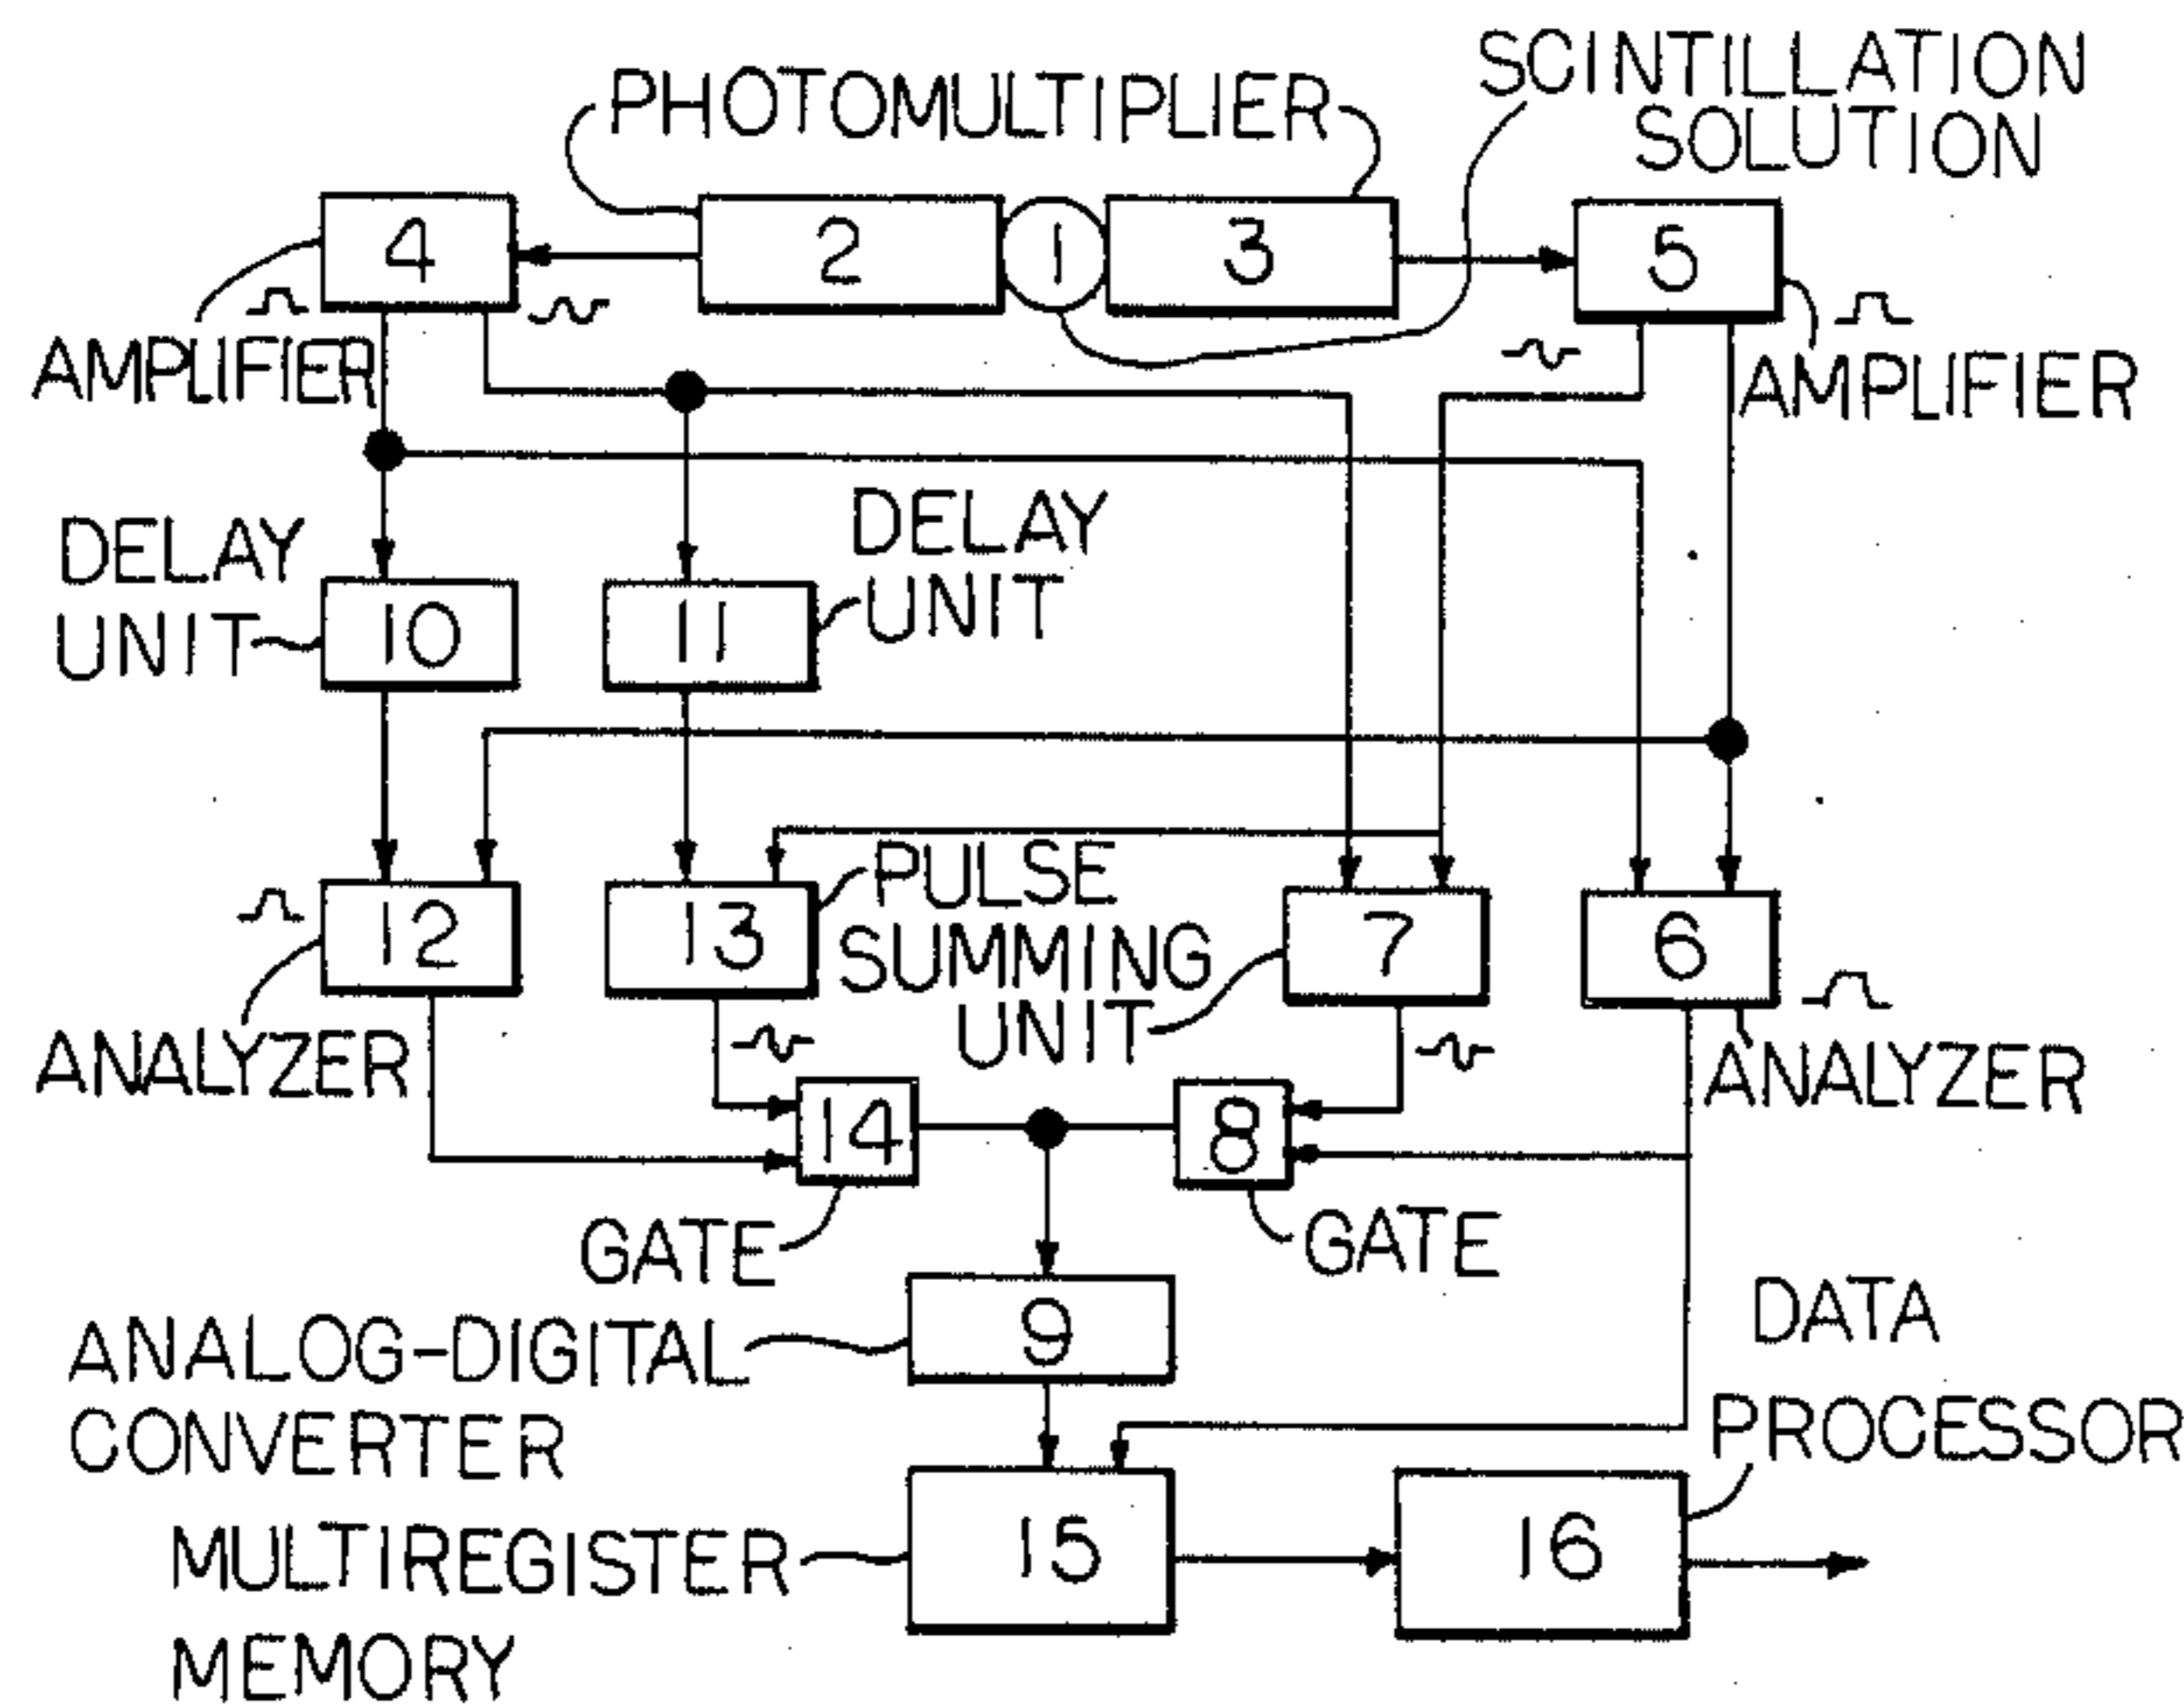 SCINTILLATION
SOLUTION
PHOTOMULTIPLIER
4
2
1
3
5
AMPLIFIER
AMPLIFIER
DELAY
UNIT
DELAY
UNIT
10
11
PULSE
SUMMING
UNIT
12
13
7
6
ANALYZER
ANALYZER
14
8
GATE
GATE
9
ANALOG-DIGITAL
CONVERTER
DATA
PROCESSOR
15
16
MULTIREGISTER
MEMORY